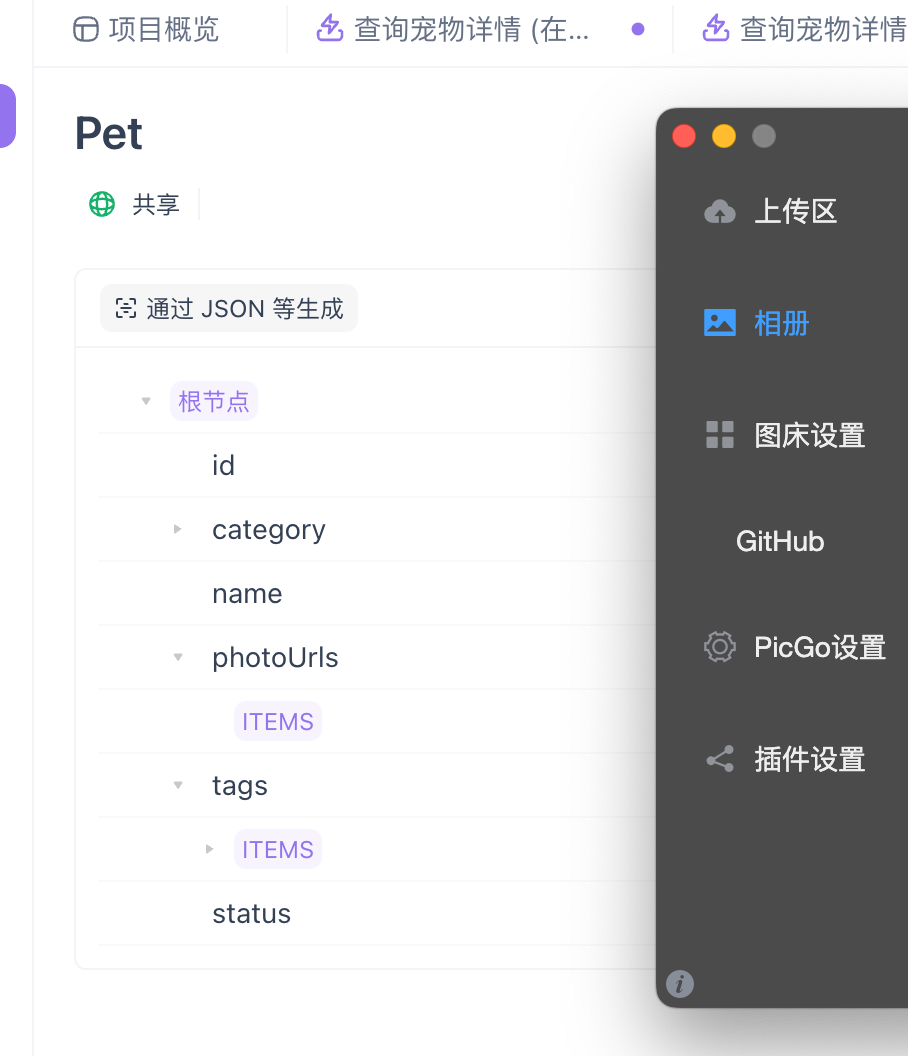 项目概览
查询宠物详情 (在...
查询宠物详情
Pet
共享
通过 JSON 等生成
根节点
id
category
name
photoUrls
ITEMS
tags
ITEMS
status
上传区
相册
图床设置
GitHub
PicGo设置
插件设置